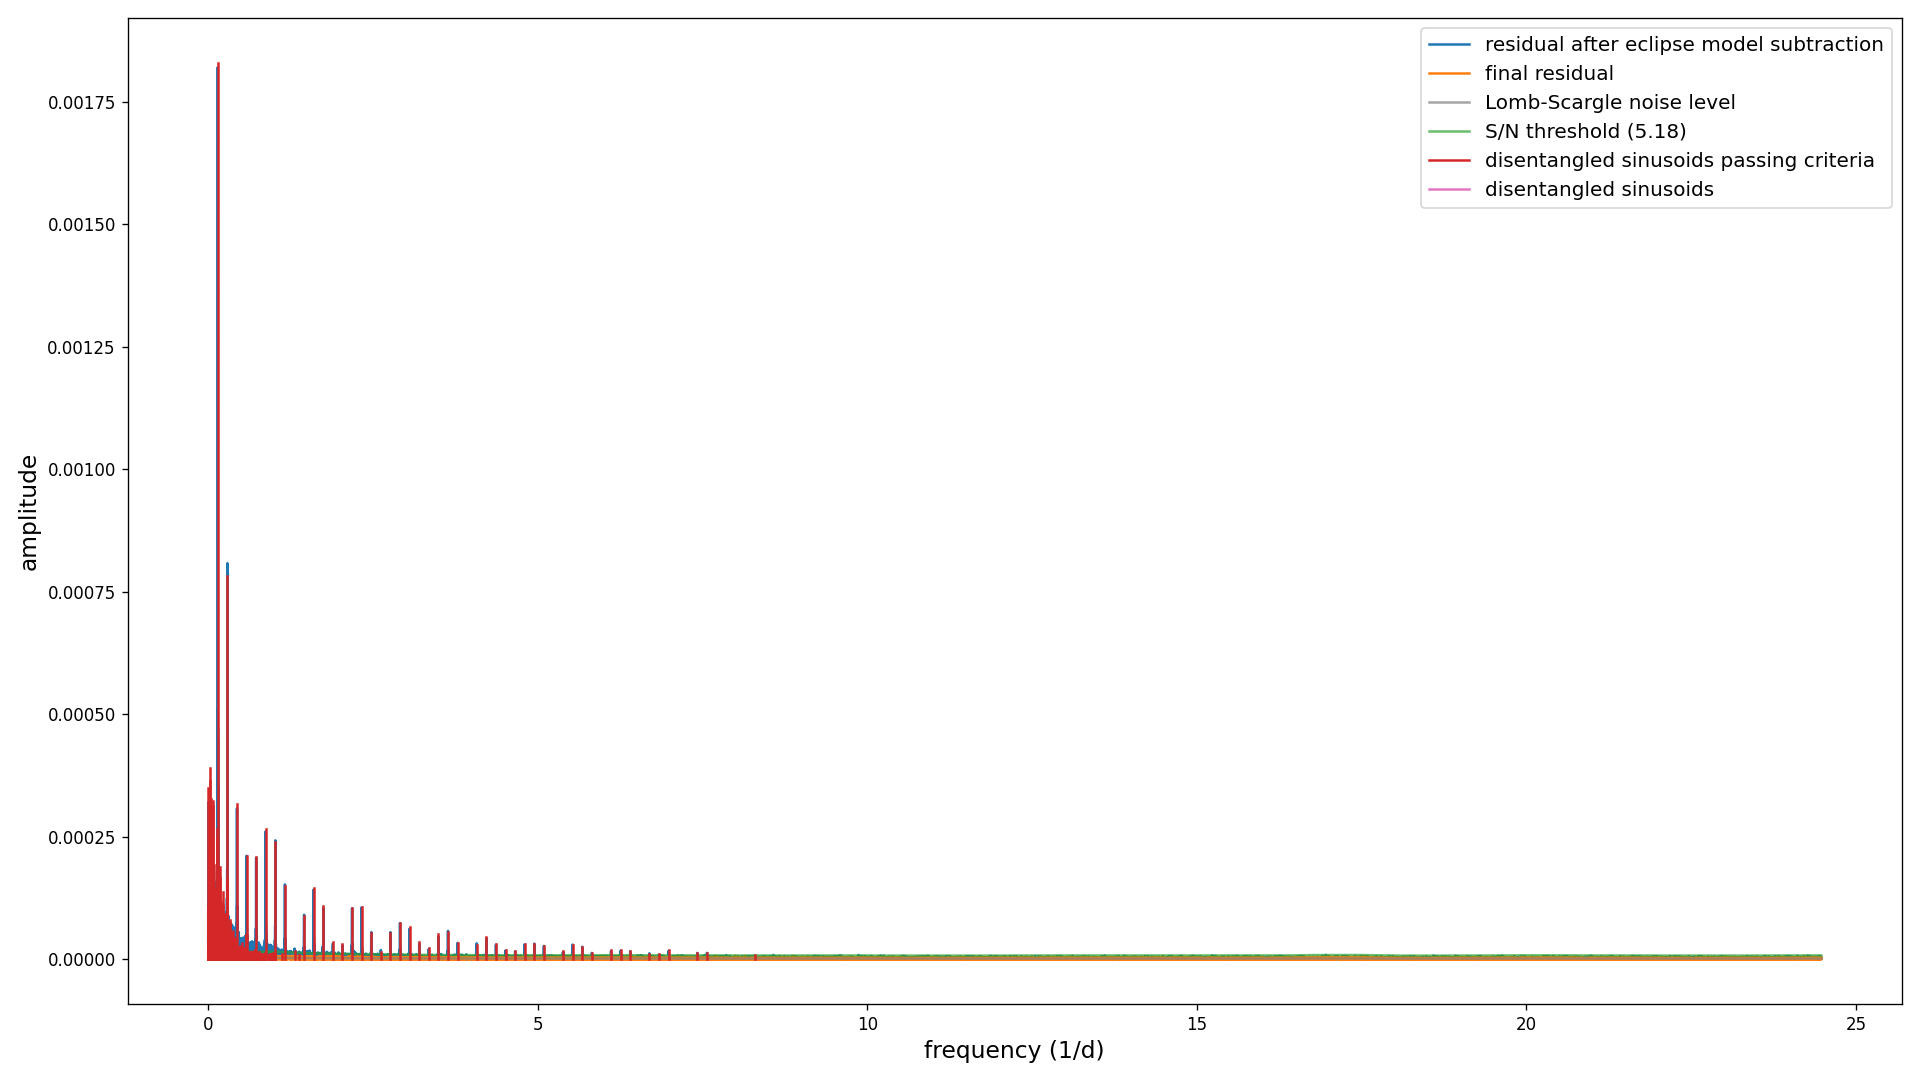 residual after eclipse model subtraction
final residual
Lomb-Scargle noise level
S/N threshold (5.18)
disentangled sinusoids passing criteria
disentangled sinusoids
0.00175
0.00150
0.00125
0.00100
0.00075
0.00050
0.00025
0.00000
amplitude
0 5 10 15 20 25
frequency (1/d)